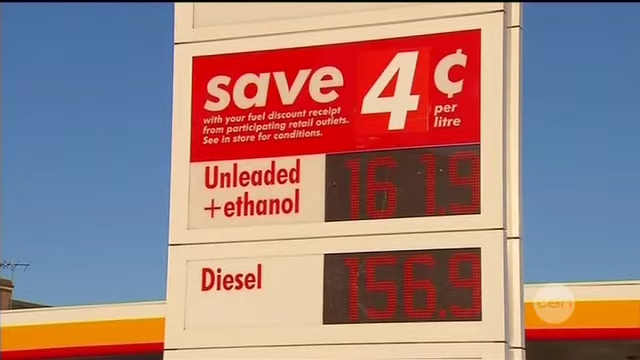 save 4¢
per
litre
with your fuel discount receipt
from participating retail outlets.
See in store for conditions.
Unleaded
+ethanol
161.9
Diesel
156.9
ten